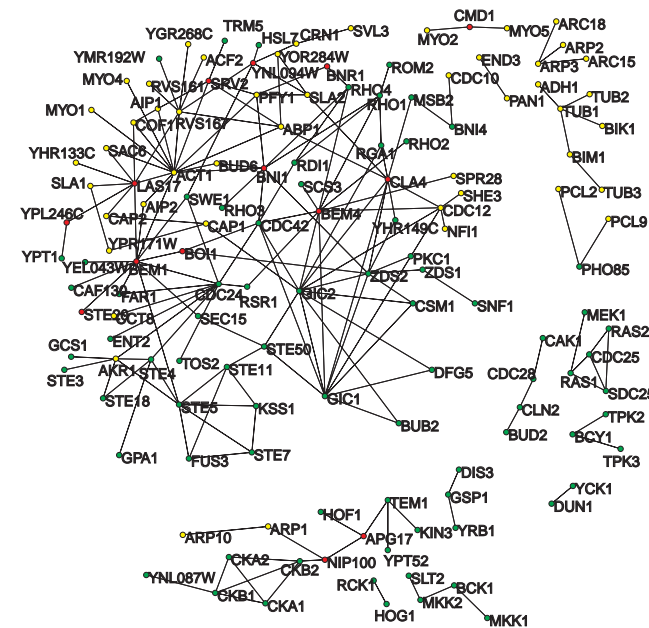 CMD1
TRM5
YGR268C
HSL7
CRN1
SVL3
MYO2
MYO5
ARC18
YOR284W
ARP2
YMR192W
ACF2
YNL094W
BNR1
ROM2
END3
ARP3
ARC15
MYO4
RVS161
SRV2
RHO4
CDC10
ADH1
PFY1
SLA2
RHO1
MSB2
PAN1
TUB2
MYO1
AIP1
TUB1
COF1
RVS167
ABP1
BNI4
BIK1
YHR133C
SAC6
RGA1
RHO2
BIM1
ACT1
BUD6
BNI1
RDI1
SLA1
LAS17
SCS3
CLA4
SPR28
PCL2
TUB3
SWE1
SHE3
AIP2
RHO3
BEM4
CDC12
YPL246C
CAP2
CAP1
CDC42
YHR149C
NFI1
PCL9
YPR171W
YPT1
YEL043W
BEM1
BOI1
PKC1
PHO85
ZDS2
ZDS1
CAF130
FAR1
CDC24
RSR1
GIC2
CSM1
SNF1
STE20
CCT8
SEC15
MEK1
RAS2
ENT2
CAK1
GCS1
STE50
CDC25
AKR1
STE4
TOS2
STE11
DFG5
CDC28
RAS1
STE3
SDC25
STE18
STE5
KSS1
GIC1
CLN2
TPK2
BUB2
BUD2
BCY1
GPA1
FUS3
STE7
TPK3
DIS3
YCK1
GSP1
DUN1
TEM1
HOF1
ARP1
KIN3
YRB1
ARP10
APG17
CKA2
CKB2
NIP100
YPT52
YNL087W
RCK1
SLT2
BCK1
CKB1
CKA1
HOG1
MKK2
MKK1